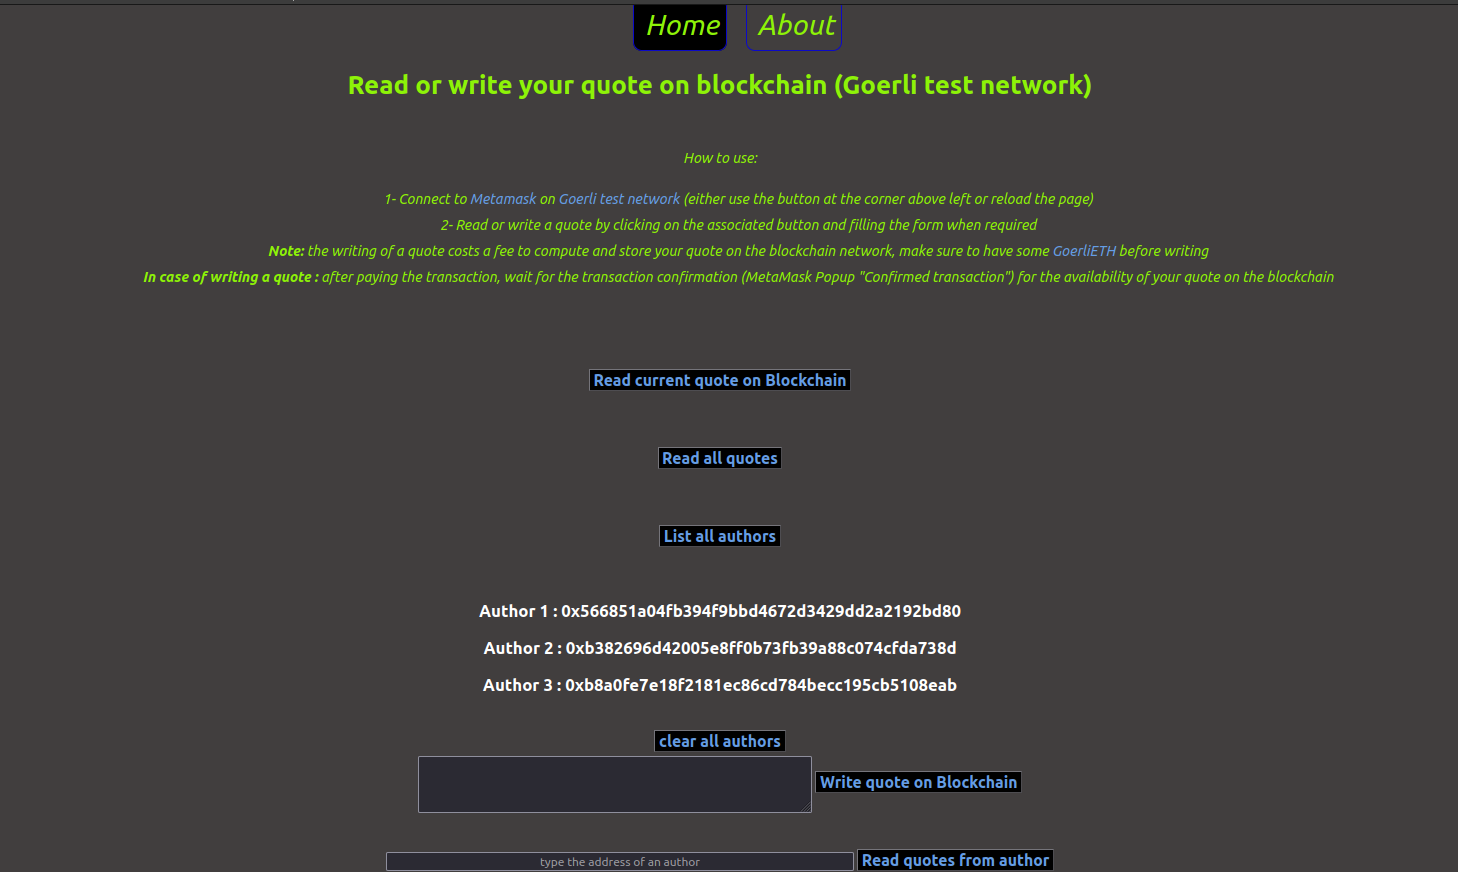 Home About
Read or write your quote on blockchain (Goerli test network)
How to use:
1- Connect to Metamask on Goerli test network (either use the button at the corner above left or reload the page)
2- Read or write a quote by clicking on the associated button and filling the form when required
Note: the writing of a quote costs a fee to compute and store your quote on the blockchain network, make sure to have some GoerliETH before writing
In case of writing a quote : after paying the transaction, wait for the transaction confirmation (MetaMask Popup "Confirmed transaction") for the availability of your quote on the blockchain
Read current quote on Blockchain
Read all quotes
List all authors
Author 1 : 0x566851a04fb394f9bbd4672d3429dd2a2192bd80
Author 2 : 0xb382696d42005e8ff0b73fb39a88c074cfda738d
Author 3 : 0xb8a0fe7e18f2181ec86cd784becc195cb5108eab
clear all authors
Write quote on Blockchain
type the address of an author Read quotes from author